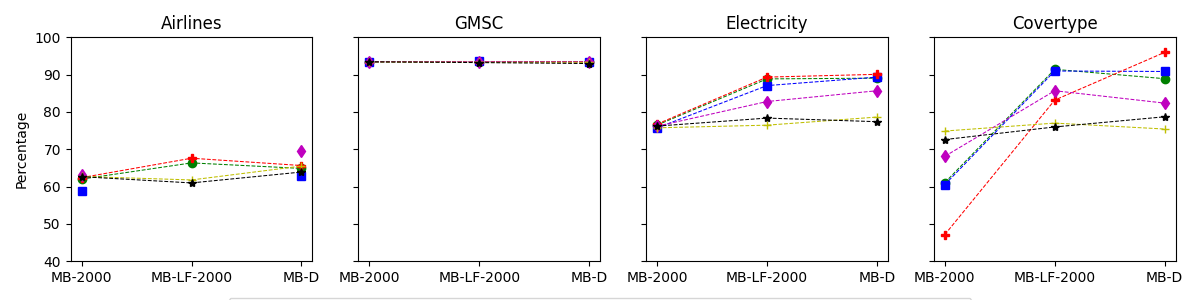 Airlines
GMSC
Electricity
Covertype
Percentage
100
90
80
70
60
50
40
MB-2000 MB-LF-2000 MB-D
MB-2000 MB-LF-2000 MB-D
MB-2000 MB-LF-2000 MB-D
MB-2000 MB-LF-2000 MB-D